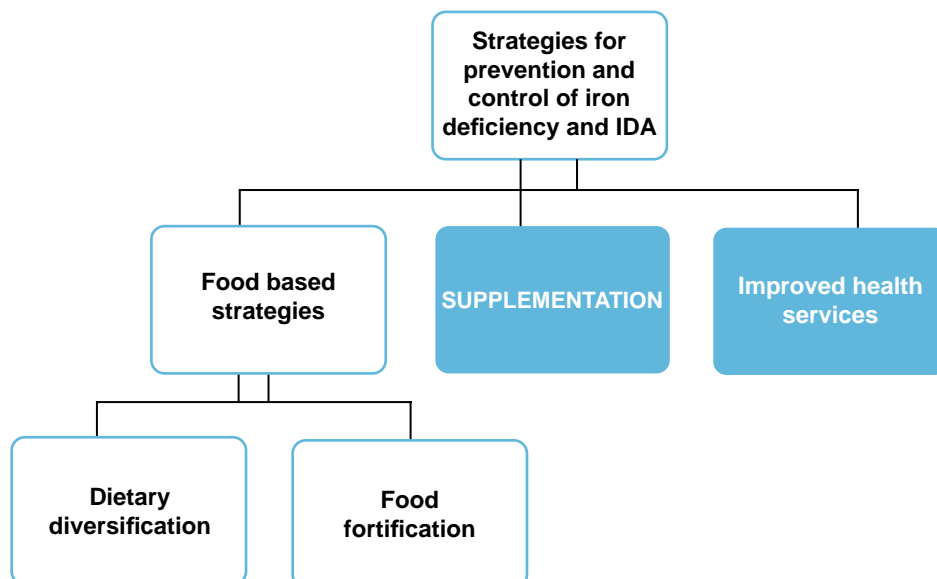 Strategies for
prevention and
control of iron
deficiency and IDA
Food based
strategies
SUPPLEMENTATION
Improved health
services
Dietary
diversification
Food
fortification